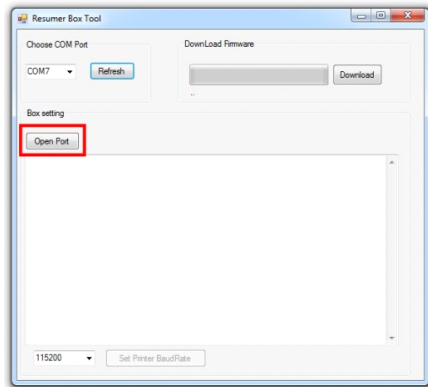 Resumer Box Tool
Choose COM Port
DownLoad Firmware
COM7
Refresh
Download
..
Box setting
Open Port
115200
Set Printer BaudRate